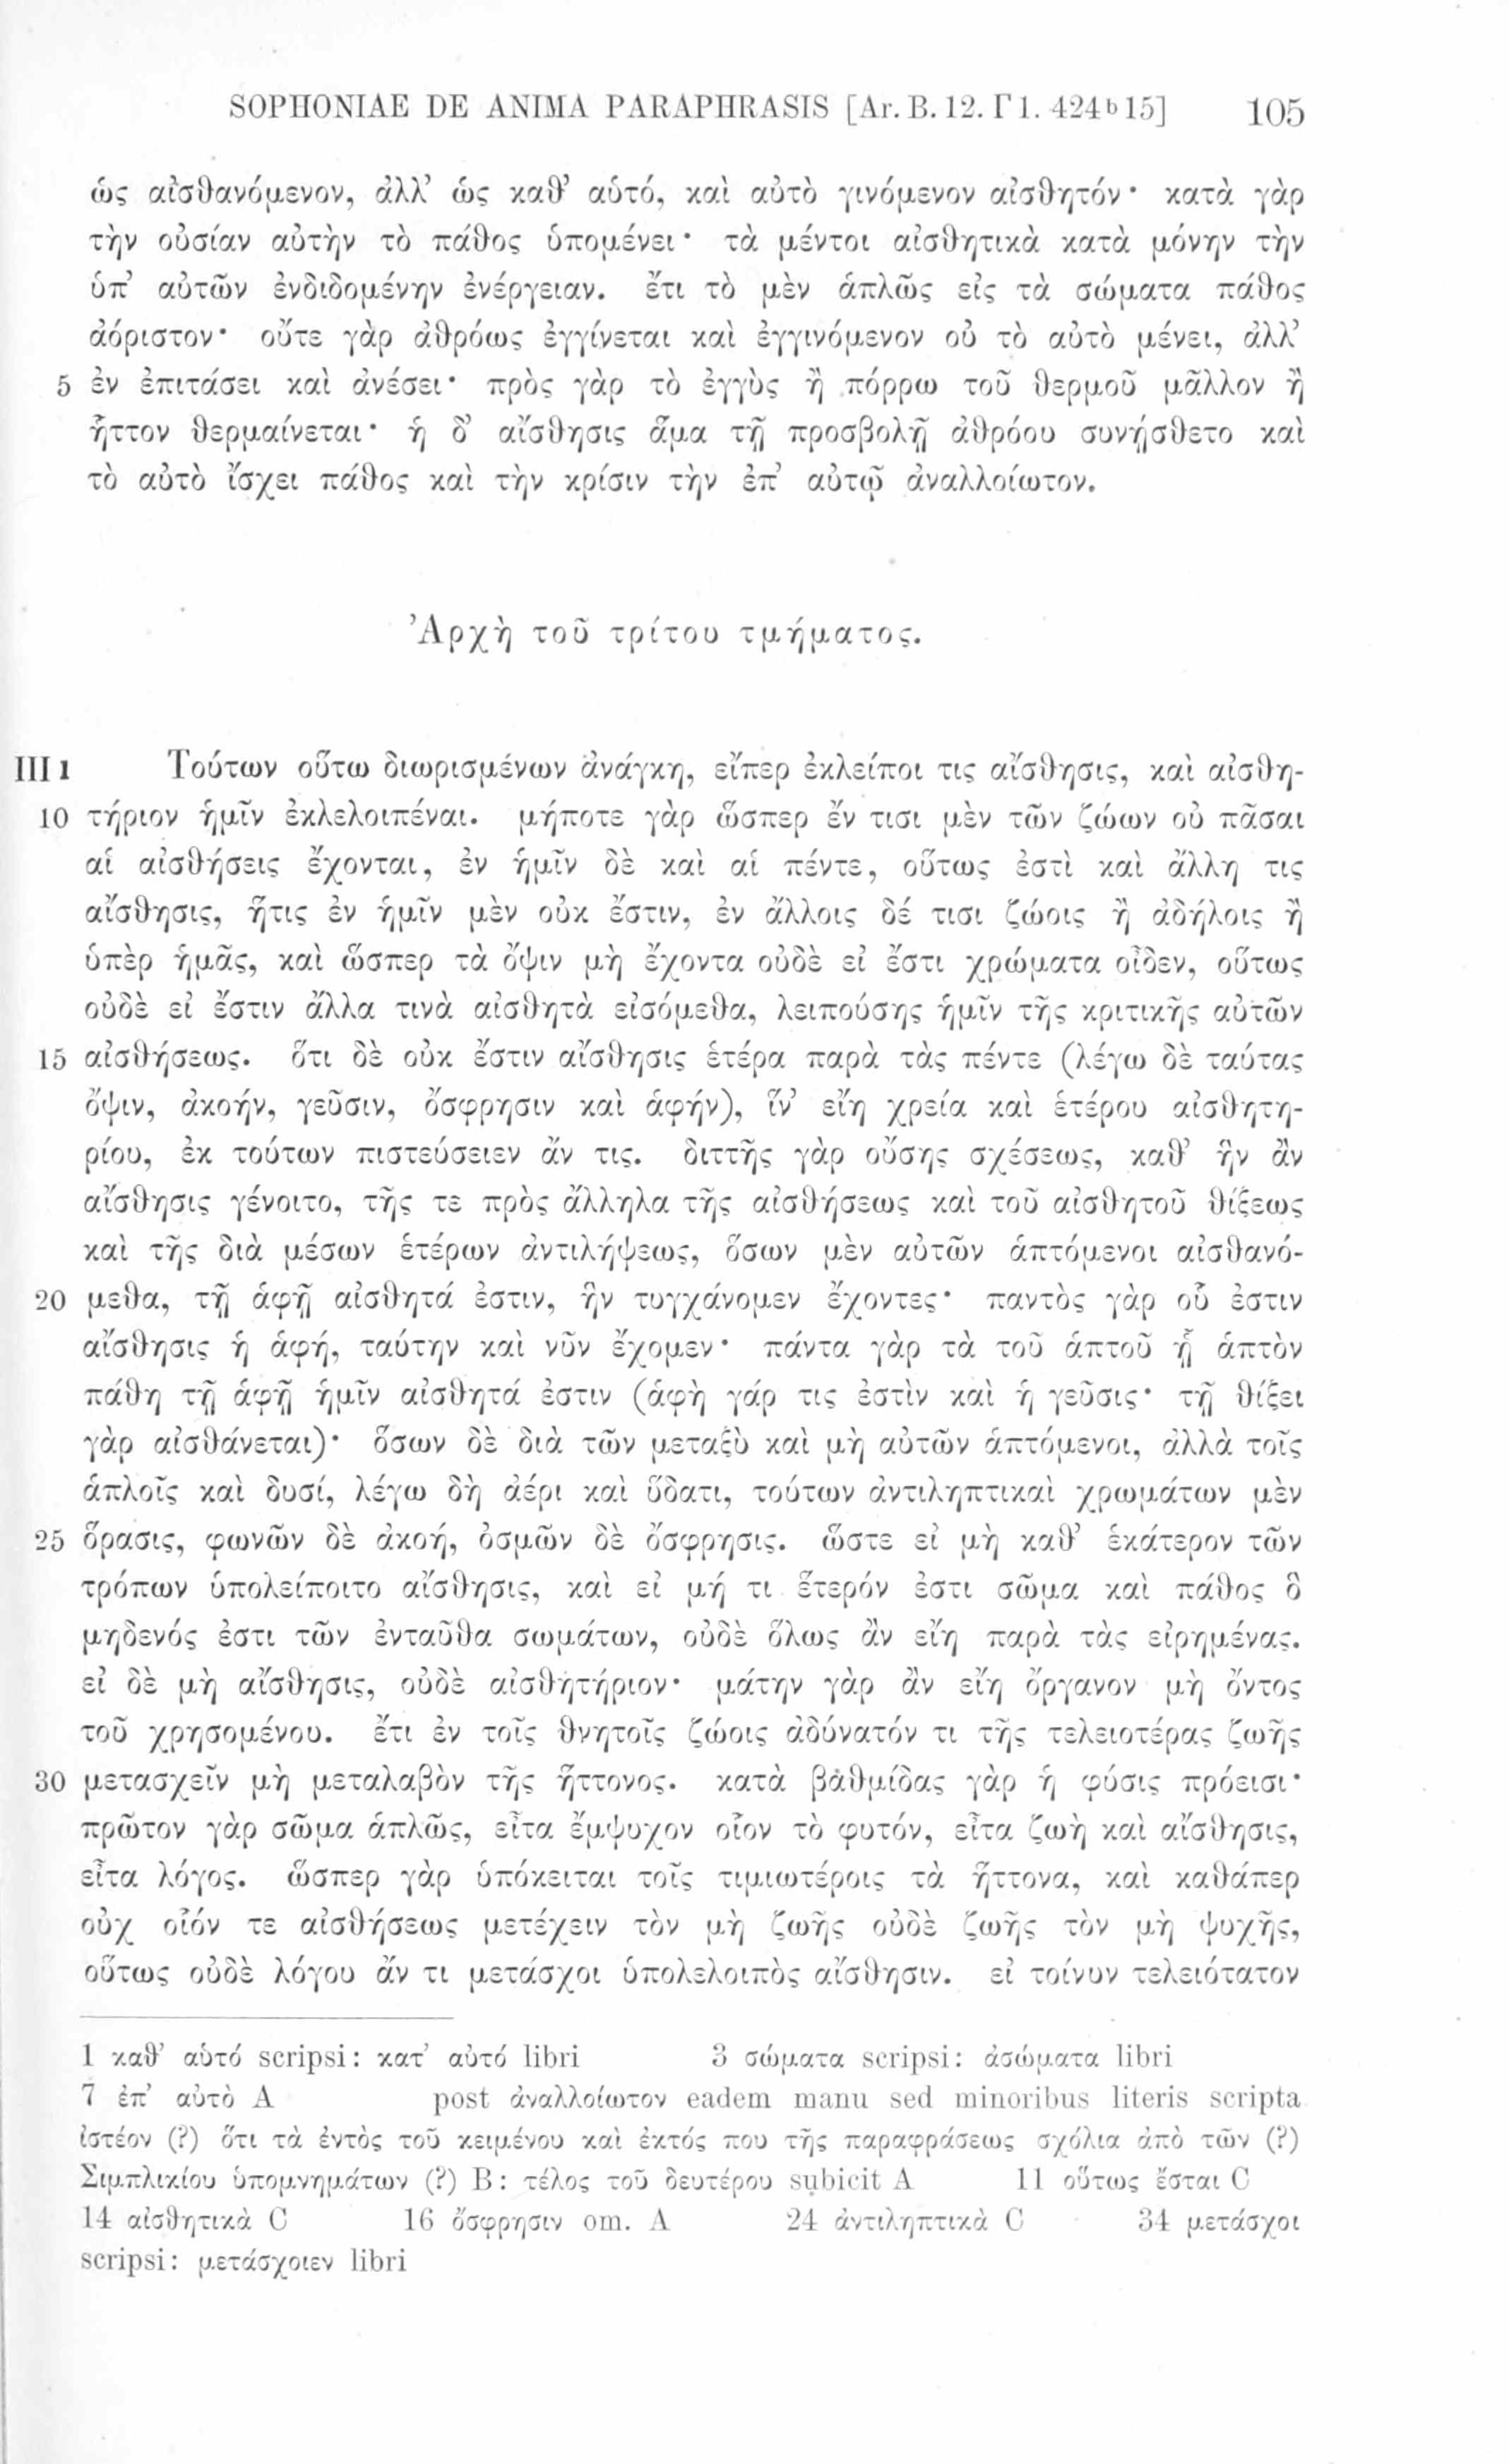 SOPHONIAE DE ANIMA PARAPHRASIS [Ar. B. 12. Γ 1. 424ᵇ15] 105
ὡς αἰσθανόμενον, ἀλλ’ ὡς καθ’ αὑτό, καὶ αὐτὸ γινόμενον αἰσθητόν· κατὰ γὰρ
τὴν οὐσίαν αὐτὴν τὸ πάθος ὑπομένει· τὰ μέντοι αἰσθητικὰ κατὰ μόνην τὴν
ὑπ’ αὐτῶν ἐνδιδομένην ἐνέργειαν. ἔτι τὸ μὲν ἁπλῶς εἰς τὰ σώματα πάθος
ἀόριστον· οὔτε γὰρ ἀθρόως ἐγγίνεται καὶ ἐγγινόμενον οὐ τὸ αὐτὸ μένει, ἀλλ’
5 ἐν ἐπιτάσει καὶ ἀνέσει· πρὸς γὰρ τὸ ἐγγὺς ἢ πόρρω τοῦ θερμοῦ μᾶλλον ἢ
ἧττον θερμαίνεται· ἡ δ’ αἴσθησις ἅμα τῇ προσβολῇ ἀθρόου συνῄσθετο καὶ
τὸ αὐτὸ ἴσχει πάθος καὶ τὴν κρίσιν τὴν ἐπ’ αὐτῷ ἀναλλοίωτον.
Ἀρχὴ τοῦ τρίτου τμήματος.
III 1 Τούτων οὕτω διωρισμένων ἀνάγκη, εἴπερ ἐκλείποι τις αἴσθησις, καὶ αἰσθη-
10 τήριον ἡμῖν ἐκλελοιπέναι. μήποτε γὰρ ὥσπερ ἔν τισι μὲν τῶν ζώων οὐ πᾶσαι
αἱ αἰσθήσεις ἔχονται, ἐν ἡμῖν δὲ καὶ αἱ πέντε, οὕτως ἐστὶ καὶ ἄλλη τις
αἴσθησις, ἥτις ἐν ἡμῖν μὲν οὐκ ἔστιν, ἐν ἄλλοις δέ τισι ζώοις ἢ ἀδήλοις ἢ
ὑπὲρ ἡμᾶς, καὶ ὥσπερ τὰ ὄψιν μὴ ἔχοντα οὐδὲ εἰ ἔστι χρώματα οἶδεν, οὕτως
οὐδὲ εἰ ἔστιν ἄλλα τινὰ αἰσθητὰ εἰσόμεθα, λειπούσης ἡμῖν τῆς κριτικῆς αὐτῶν
15 αἰσθήσεως. ὅτι δὲ οὐκ ἔστιν αἴσθησις ἑτέρα παρὰ τὰς πέντε (λέγω δὲ ταύτας
ὄψιν, ἀκοήν, γεῦσιν, ὄσφρησιν καὶ ἁφήν), ἵν’ εἴη χρεία καὶ ἑτέρου αἰσθητη-
ρίου, ἐκ τούτων πιστεύσειεν ἄν τις. διττῆς γὰρ οὔσης σχέσεως, καθ’ ἣν ἂν
αἴσθησις γένοιτο, τῆς τε πρὸς ἄλληλα τῆς αἰσθήσεως καὶ τοῦ αἰσθητοῦ θίξεως
καὶ τῆς διὰ μέσων ἑτέρων ἀντιλήψεως, ὅσων μὲν αὐτῶν ἁπτόμενοι αἰσθανό-
20 μεθα, τῇ ἁφῇ αἰσθητά ἐστιν, ἣν τυγχάνομεν ἔχοντες· παντὸς γὰρ οὗ ἐστιν
αἴσθησις ἡ ἁφή, ταύτην καὶ νῦν ἔχομεν· πάντα γὰρ τὰ τοῦ ἁπτοῦ ᾗ ἁπτὸν
πάθη τῇ ἁφῇ ἡμῖν αἰσθητά ἐστιν (ἁφὴ γάρ τις ἐστὶν καὶ ἡ γεῦσις· τῇ θίξει
γὰρ αἰσθάνεται)· ὅσων δὲ διὰ τῶν μεταξὺ καὶ μὴ αὐτῶν ἁπτόμενοι, ἀλλὰ τοῖς
ἁπλοῖς καὶ δυσί, λέγω δὴ ἀέρι καὶ ὕδατι, τούτων ἀντιληπτικαὶ χρωμάτων μὲν
25 ὅρασις, φωνῶν δὲ ἀκοή, ὀσμῶν δὲ ὄσφρησις. ὥστε εἰ μὴ καθ’ ἑκάτερον τῶν
τρόπων ὑπολείποιτο αἴσθησις, καὶ εἰ μή τι ἕτερόν ἐστι σῶμα καὶ πάθος ὃ
μηδενός ἐστι τῶν ἐνταῦθα σωμάτων, οὐδὲ ὅλως ἂν εἴη παρὰ τὰς εἰρημένας.
εἰ δὲ μὴ αἴσθησις, οὐδὲ αἰσθητήριον· μάτην γὰρ ἂν εἴη ὄργανον μὴ ὄντος
τοῦ χρησομένου. ἔτι ἐν τοῖς θνητοῖς ζώοις ἀδύνατόν τι τῆς τελειοτέρας ζωῆς
30 μετασχεῖν μὴ μεταλαβὸν τῆς ἥττονος. κατὰ βαθμίδας γὰρ ἡ φύσις πρόεισι·
πρῶτον γὰρ σῶμα ἁπλῶς, εἶτα ἔμψυχον οἷον τὸ φυτόν, εἶτα ζωὴ καὶ αἴσθησις,
εἶτα λόγος. ὥσπερ γὰρ ὑπόκειται τοῖς τιμιωτέροις τὰ ἥττονα, καὶ καθάπερ
οὐχ οἷόν τε αἰσθήσεως μετέχειν τὸν μὴ ζωῆς οὐδὲ ζωῆς τὸν μὴ ψυχῆς,
οὕτως οὐδὲ λόγου ἄν τι μετάσχοι ὑπολελοιπὸς αἴσθησιν. εἰ τοίνυν τελειότατον
1 καθ’ αὑτό scripsi: κατ’ αὐτό libri 3 σώματα scripsi: ἀσώματα libri
7 ἐπ’ αὐτὸ A post ἀναλλοίωτον eadem manu sed minoribus literis scripta
ἰστέον (?) ὅτι τὰ ἐντὸς τοῦ κειμένου καὶ ἐκτός που τῆς παραφράσεως σχόλια ἀπὸ τῶν (?)
Σιμπλικίου ὑπομνημάτων (?) B: τέλος τοῦ δευτέρου subicit A 11 οὕτως ἔσται C
14 αἰσθητικὰ C 16 ὄσφρησιν om. A 24 ἀντιληπτικὰ C 34 μετάσχοι
scripsi: μετάσχοιεν libri